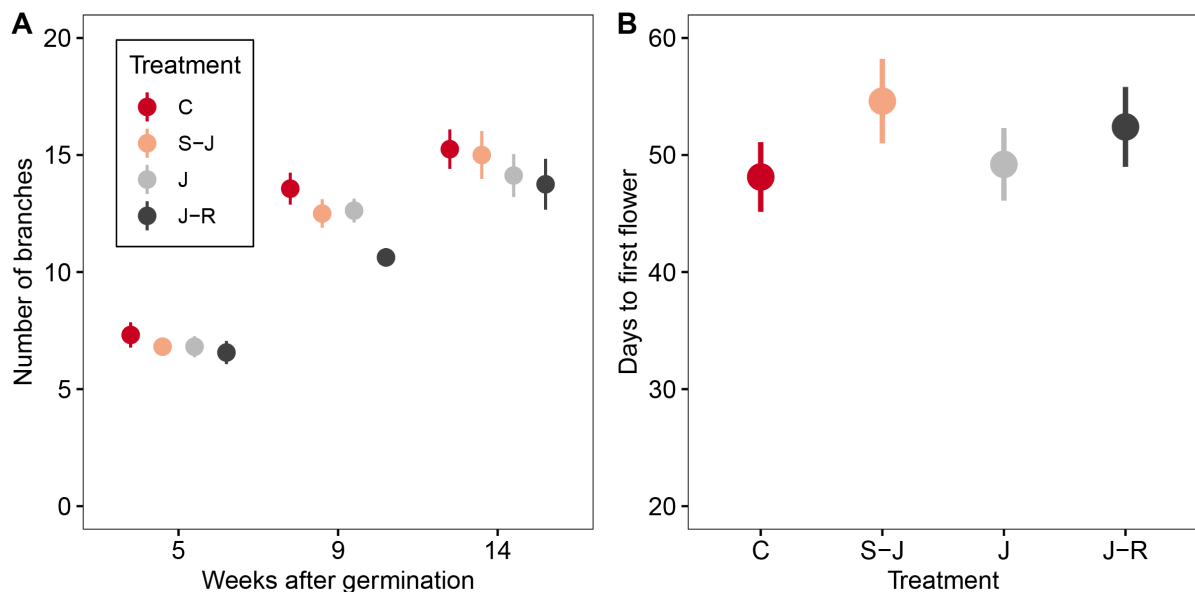 A
Number of branches
20
15
10
5
0
Treatment
C
S−J
J
J−R
5
9
14
Weeks after germination
B
Days to first flower
60
50
40
30
20
C
S−J
J
J−R
Treatment